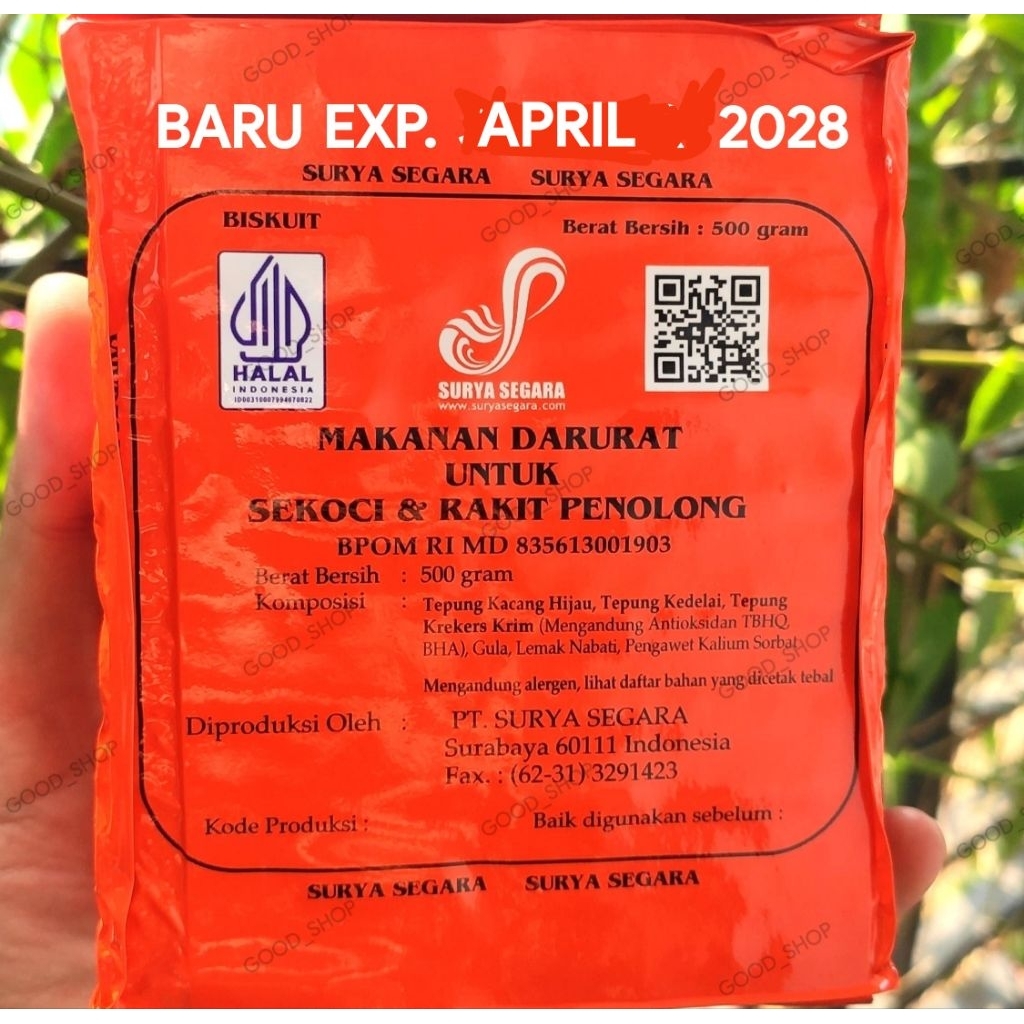 GOOD_SHOP
BARU EXP. APRIL 2028
SURYA SEGARA SURYA SEGARA
BISKUIT
Berat Bersih : 500 gram
HALAL
INDONESIA
ID00310007994670822
SURYA SEGARA
www.suryasegara.com
MAKANAN DARURAT
UNTUK
SEKOCI & RAKIT PENOLONG
BPOM RI MD 835613001903
Berat Bersih : 500 gram
Komposisi : Tepung Kacang Hijau, Tepung Kedelai, Tepung
Krekers Krim (Mengandung Antioksidan TBHQ,
BHA), Gula, Lemak Nabati, Pengawet Kalium Sorbat
Mengandung alergen, lihat daftar bahan yang dicetak tebal
Diproduksi Oleh : PT. SURYA SEGARA
Surabaya 60111 Indonesia
Fax. : (62-31) 3291423
Kode Produksi :
Baik digunakan sebelum :
SURYA SEGARA SURYA SEGARA